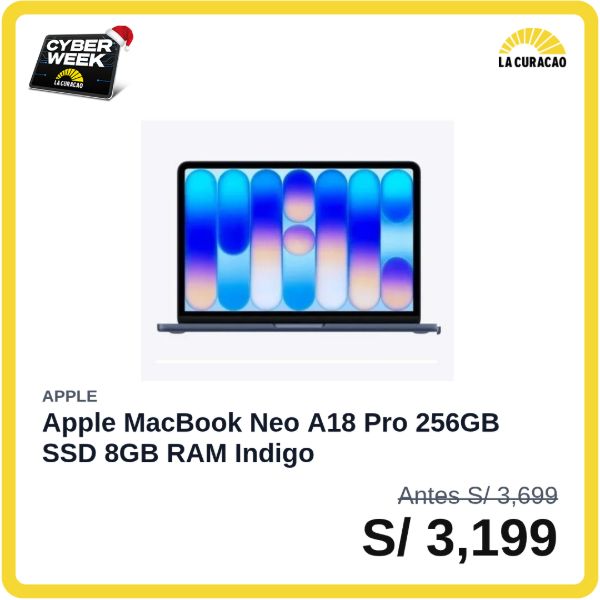 CYBER
WEEK
LA CURACAO
LA CURACAO
APPLE
Apple MacBook Neo A18 Pro 256GB
SSD 8GB RAM Indigo
Antes S/ 3,699
S/ 3,199